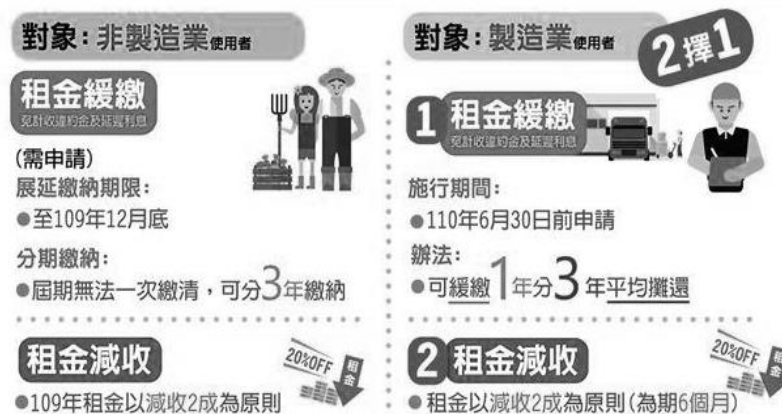 對象：非製造業使用者
租金緩繳
免計收違約金及延遲利息
(需申請)
展延繳納期限：
●至109年12月底
分期繳納：
●屆期無法一次繳清，可分3年繳納
租金減收
20%OFF
租金
●109年租金以減收2成為原則
對象：製造業使用者
2擇1
1 租金緩繳
免計收違約金及延遲利息
施行期間：
●110年6月30日前申請
辦法：
●可緩繳1年分3年平均攤還
2 租金減收
20%OFF
租金
●租金以減收2成為原則(為期6個月)